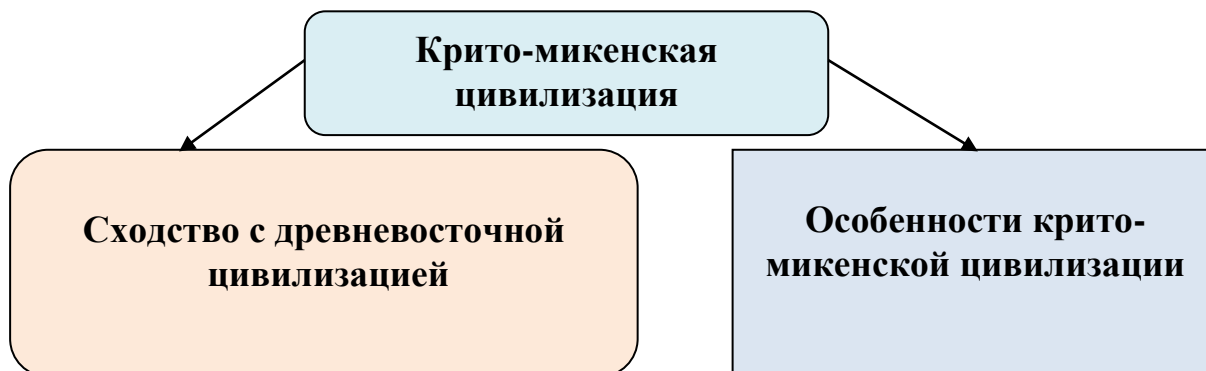 Крито-микенская
цивилизация
Сходство с древневосточной
цивилизацией
Особенности крито-
микенской цивилизации